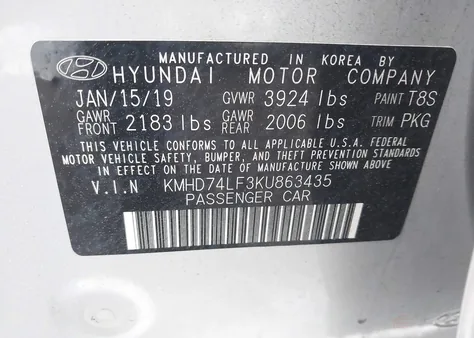 MANUFACTURED IN KOREA BY
HYUNDAI MOTOR COMPANY
JAN/15/19 GVWR 3924 lbs PAINT T8S
GAWR FRONT 2183 lbs GAWR REAR 2006 lbs TRIM PKG
THIS VEHICLE CONFORMS TO ALL APPLICABLE U.S.A. FEDERAL
MOTOR VEHICLE SAFETY, BUMPER, AND THEFT PREVENTION STANDARDS
IN EFFECT ON THE DATE OF MANUFACTURE SHOWN ABOVE.
V.I.N KMHD74LF3KU863435
PASSENGER CAR